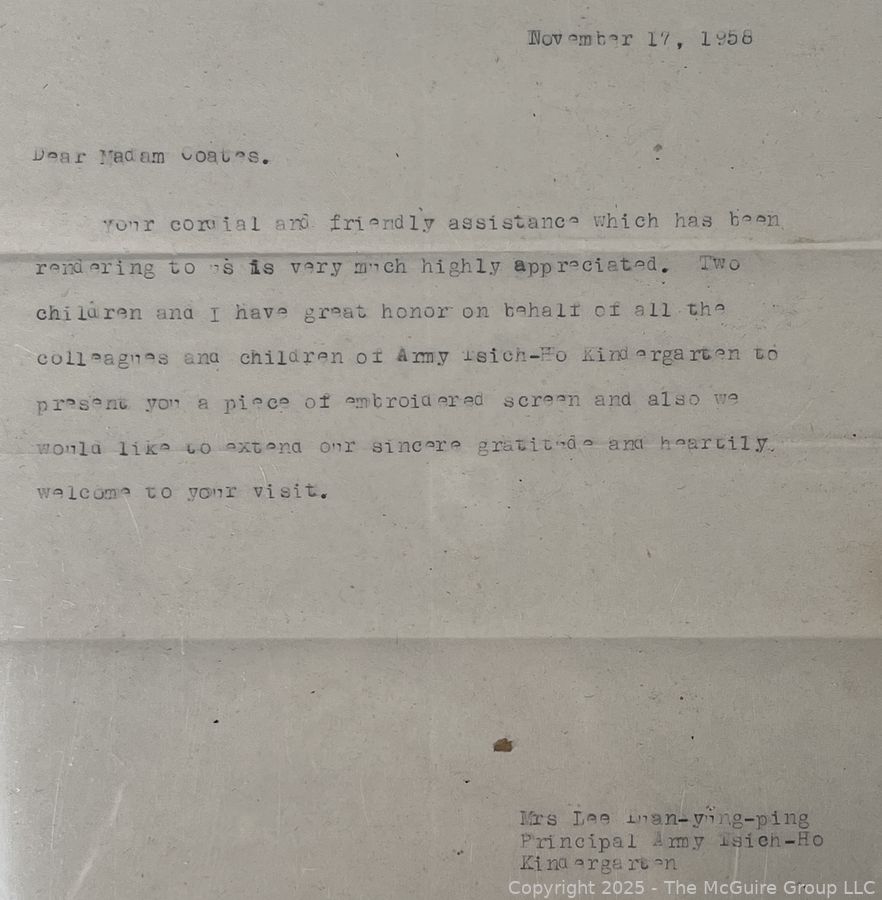 November 17, 1958
Dear Madam Coates.
your cordial and friendly assistance which has been
rendering to us is very much highly appreciated. Two
children and I have great honor on behalf of all the
colleagues and children of Army Tsich-Ho Kindergarten to
present you a piece of embroidered screen and also we
would like to extend our sincere gratitude and heartily
welcome to your visit.
Mrs Lee
Principal Army Tsich-Ho
Kindergarten
Copyright 2025 - The McGuire Group LLC